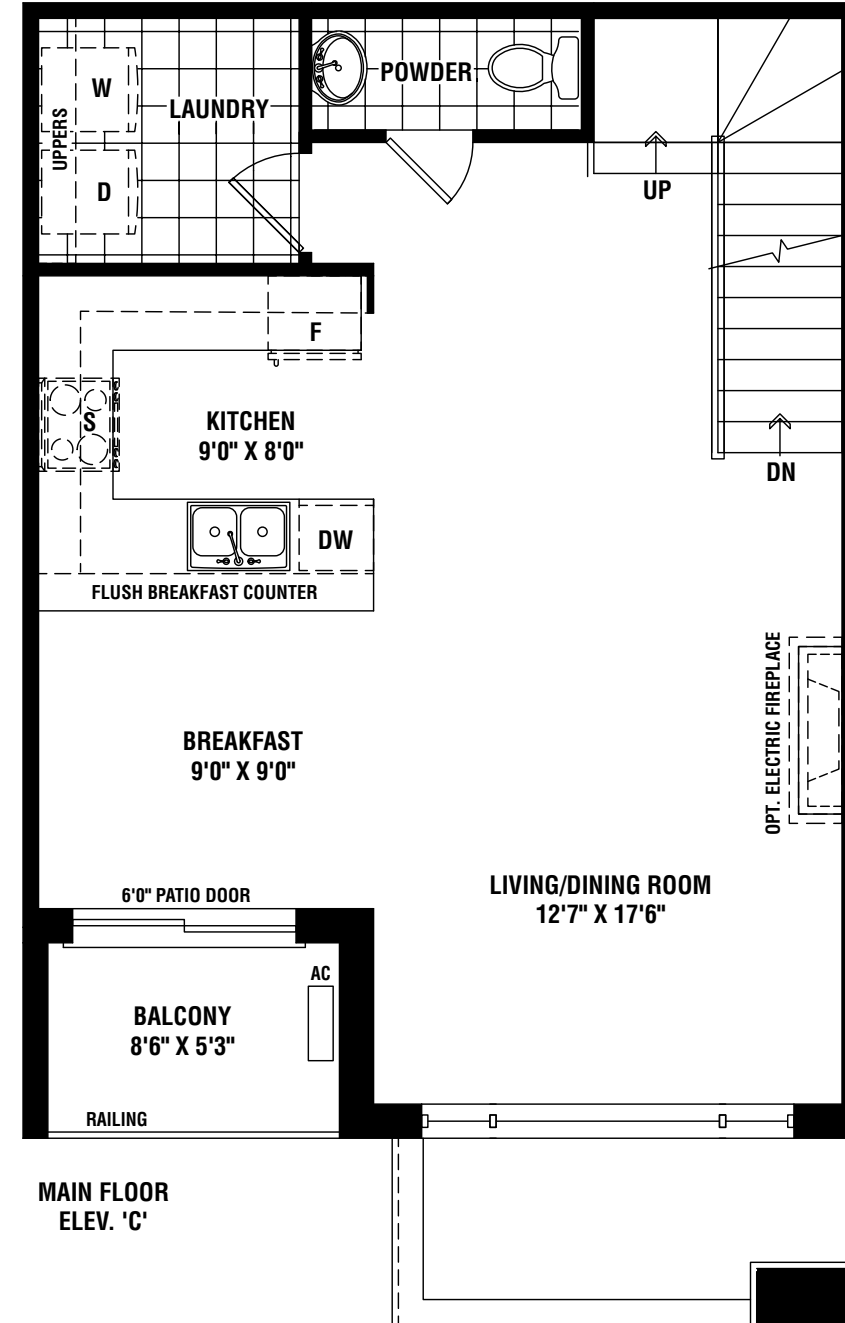 W
UPPERS
LAUNDRY
D
POWDER
UP
F
S
KITCHEN
9'0" X 8'0"
DN
DW
FLUSH BREAKFAST COUNTER
OPT. ELECTRIC FIREPLACE
BREAKFAST
9'0" X 9'0"
6'0" PATIO DOOR
LIVING/DINING ROOM
12'7" X 17'6"
AC
BALCONY
8'6" X 5'3"
RAILING
MAIN FLOOR
ELEV. 'C'